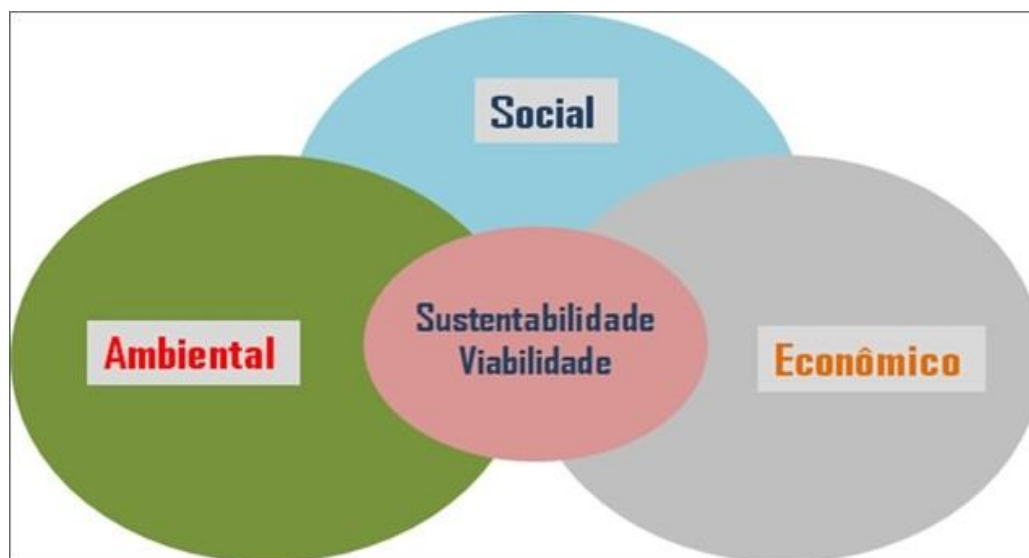 Social
Ambiental
Sustentabilidade
Viabilidade
Econômico